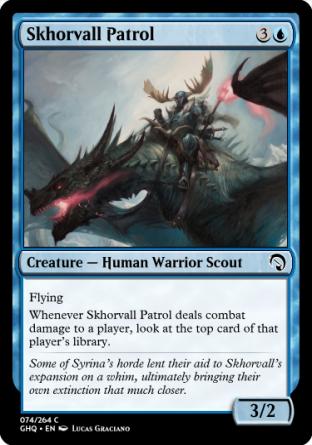 Skhorvall Patrol 3
Creature — Human Warrior Scout
Flying
Whenever Skhorvall Patrol deals combat
damage to a player, look at the top card of that
player's library.
Some of Syrina's horde lent their aid to Skhorvall's
expansion on a whim, ultimately bringing their
own extinction that much closer.
3/2
074/264 C
GHQ • EN Lucas Graciano